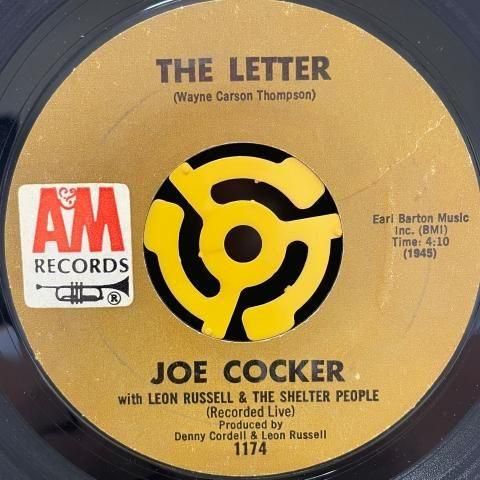 THE LETTER
(Wayne Carson Thompson)
A&M
RECORDS
®
Earl Barton Music
Inc. (BMI)
Time: 4:10
(1945)
JOE COCKER
with LEON RUSSELL & THE SHELTER PEOPLE
(Recorded Live)
Produced by
Denny Cordell & Leon Russell
1174